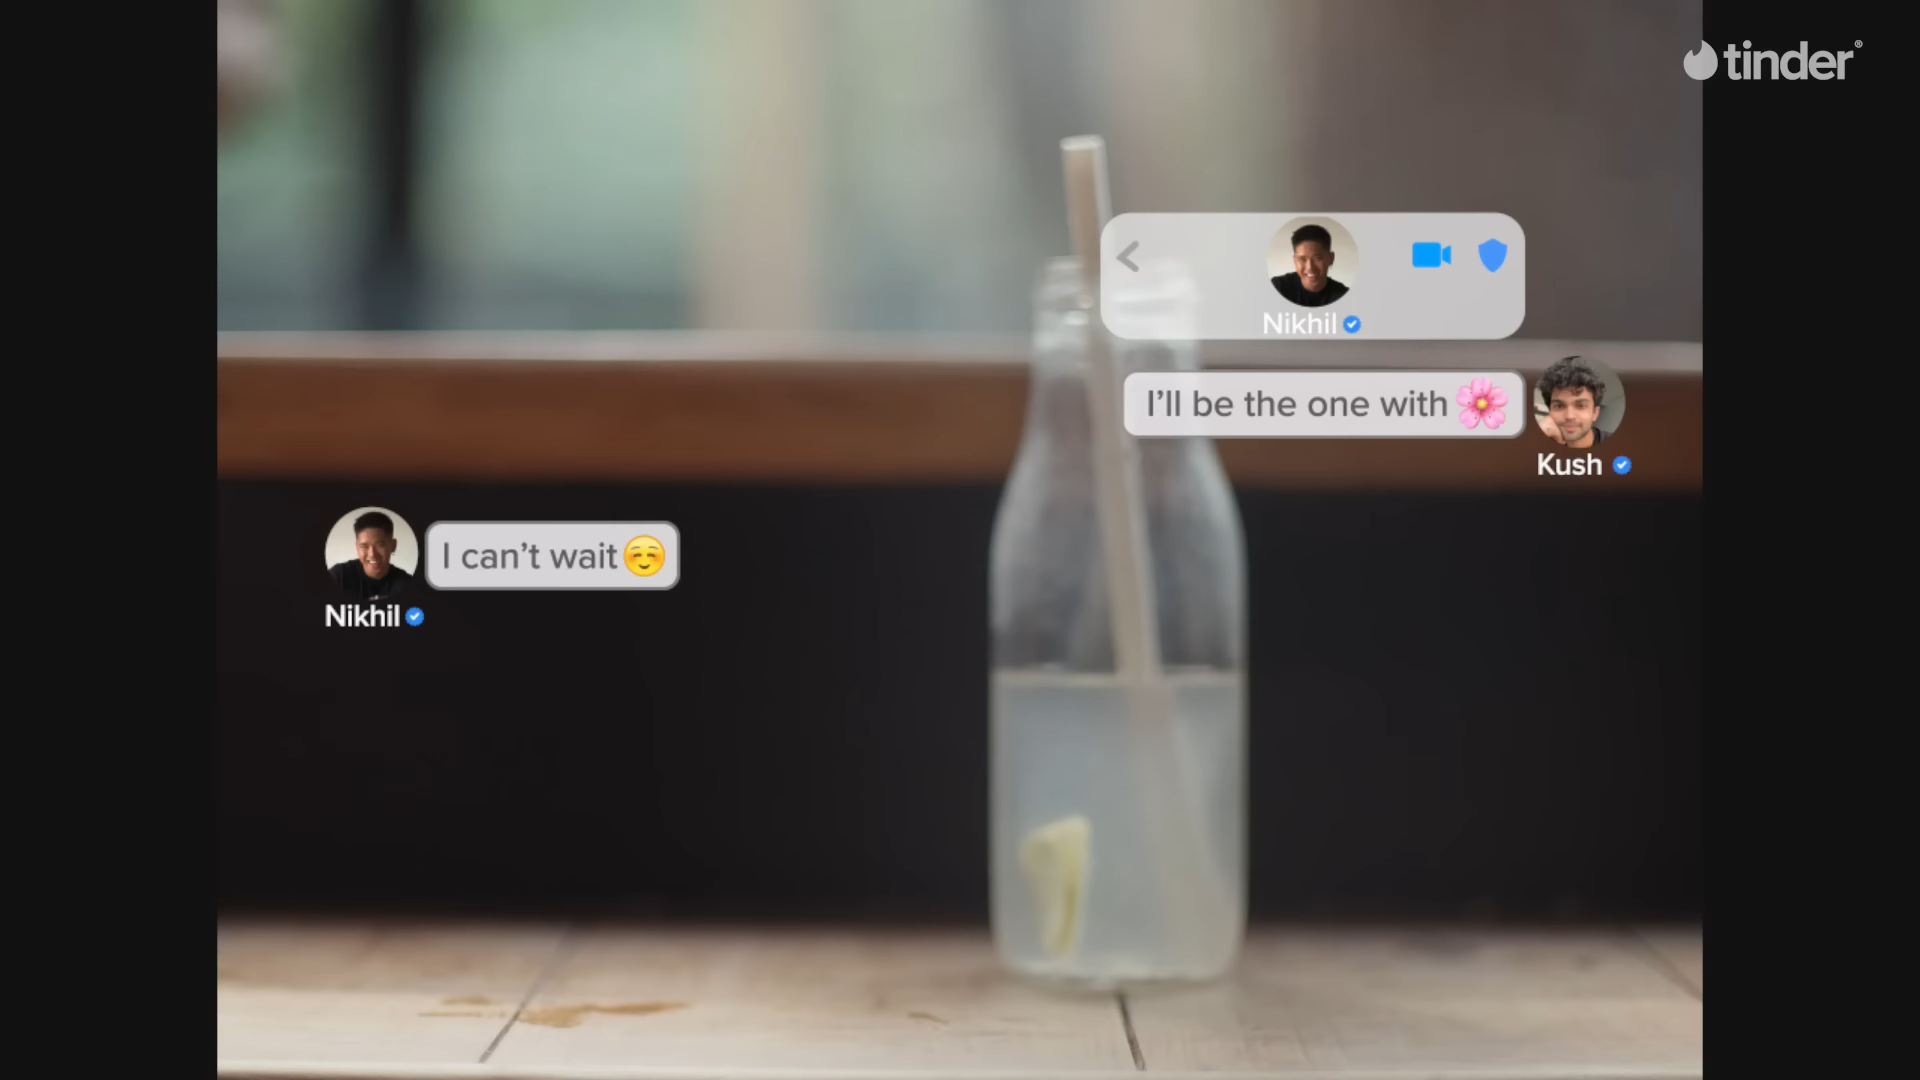 tinder®
Nikhil
I'll be the one with 🌸
Kush
I can't wait ☺️
Nikhil